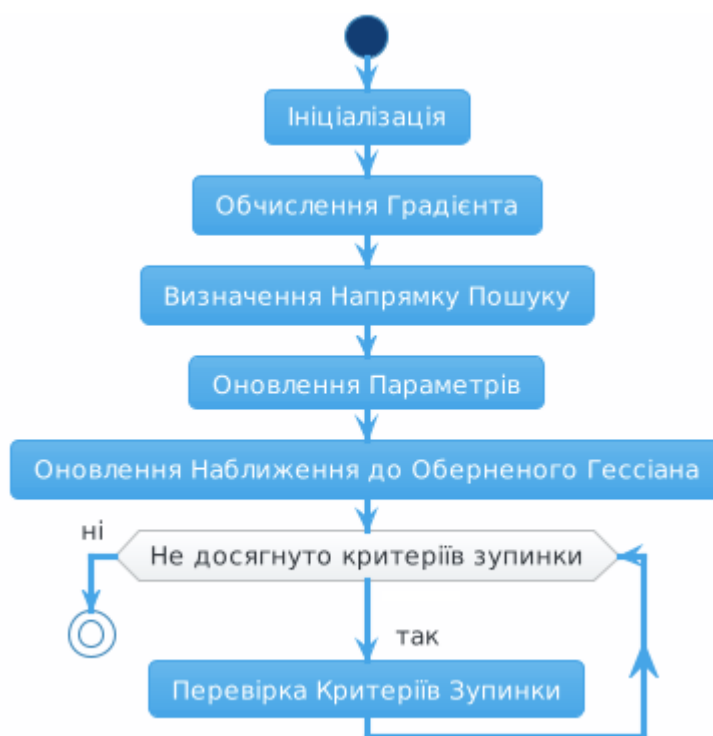 Ініціалізація
Обчислення Градієнта
Визначення Напрямку Пошуку
Оновлення Параметрів
Оновлення Наближення до Оберненого Гессіана
ні
Не досягнуто критеріїв зупинки
так
Перевірка Критеріїв Зупинки